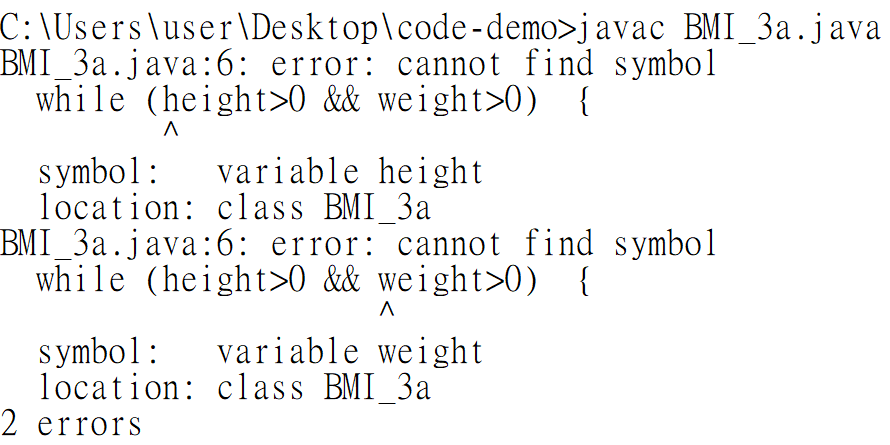 C:\Users\user\Desktop\code-demo>javac BMI_3a.java
BMI_3a.java:6: error: cannot find symbol
  while (height>0 && weight>0)  {
         ^
  symbol:   variable height
  location: class BMI_3a
BMI_3a.java:6: error: cannot find symbol
  while (height>0 && weight>0)  {
                     ^
  symbol:   variable weight
  location: class BMI_3a
2 errors